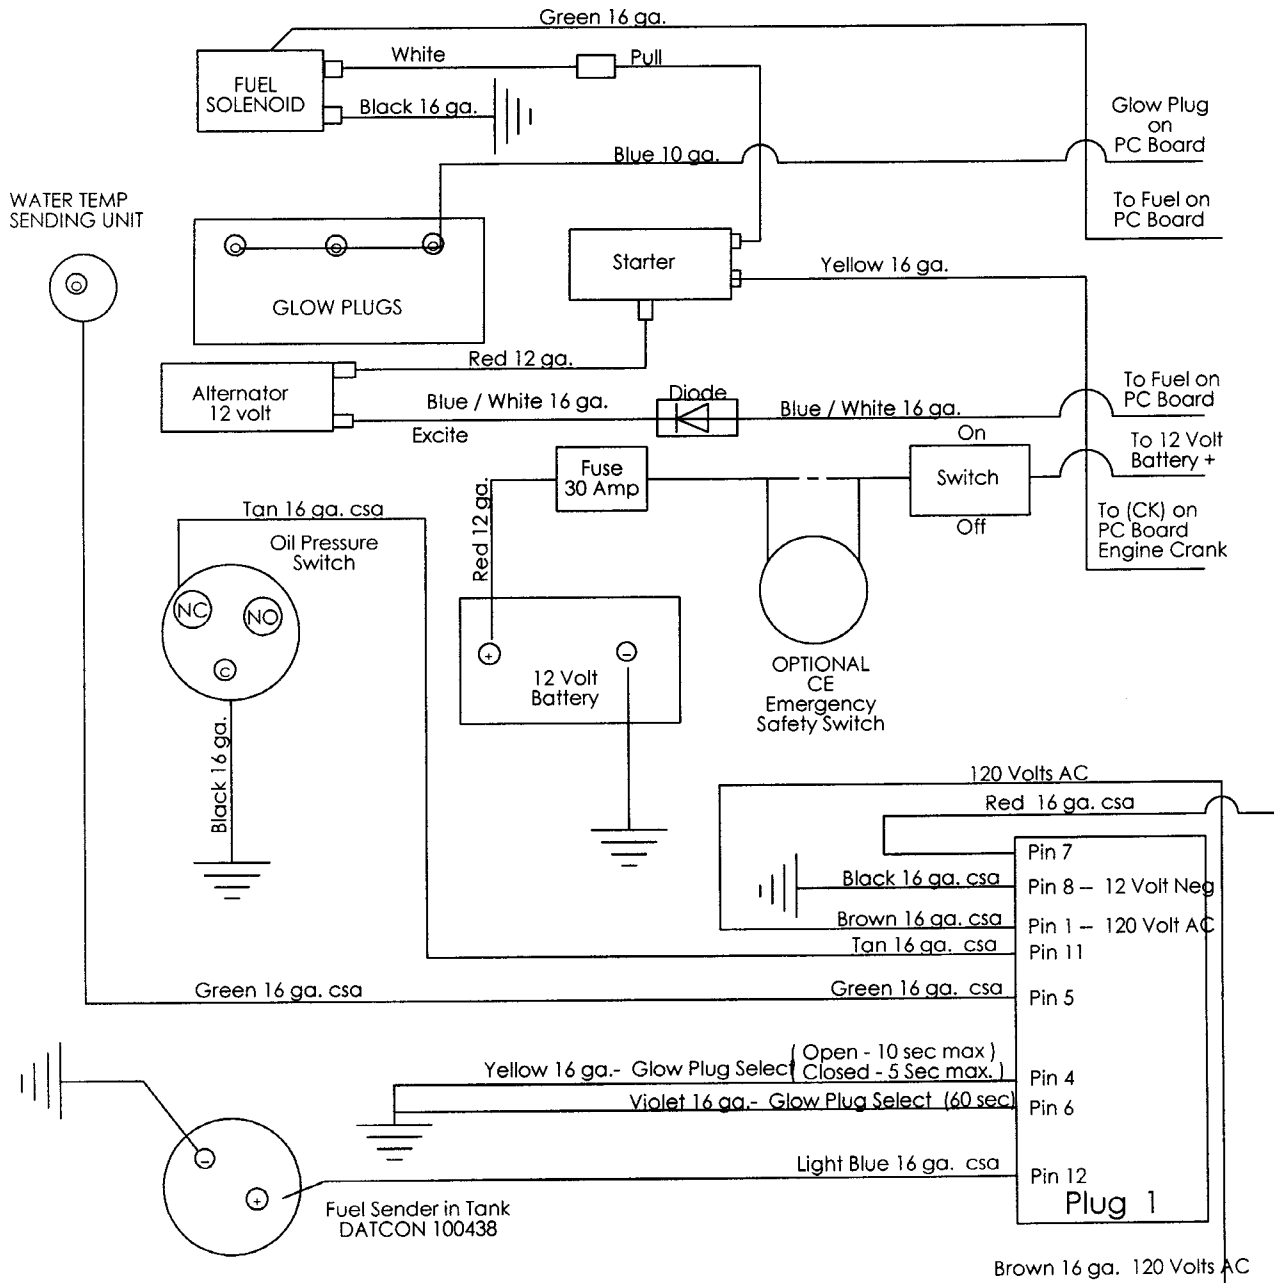 Green 16 ga.
White
Pull
FUEL
SOLENOID
Black 16 ga.
Glow Plug
on
PC Board
Blue 10 ga.
WATER TEMP
SENDING UNIT
To Fuel on
PC Board
Starter
Yellow 16 ga.
GLOW PLUGS
Red 12 ga.
Alternator
12 volt
Blue / White 16 ga.
Excite
Diode
Blue / White 16 ga.
To Fuel on
PC Board
On
To 12 Volt
Battery +
Fuse
30 Amp
Switch
Off
Red 12 ga.
Tan 16 ga. csa
Oil Pressure
Switch
To (CK) on
PC Board
Engine Crank
NC
NO
C
+
−
12 Volt
Battery
OPTIONAL
CE
Emergency
Safety Switch
Black 16 ga.
120 Volts AC
Red 16 ga. csa
Pin 7
Black 16 ga. csa
Pin 8 – 12 Volt Neg
Brown 16 ga. csa
Pin 1 – 120 Volt AC
Tan 16 ga. csa
Pin 11
Green 16 ga. csa
Green 16 ga. csa
Pin 5
Yellow 16 ga.- Glow Plug Select
( Open - 10 sec max )
( Closed - 5 Sec max. )
Pin 4
Violet 16 ga.- Glow Plug Select (60 sec)
Pin 6
−
+
Light Blue 16 ga. csa
Pin 12
Fuel Sender in Tank
DATCON 100438
Plug 1
Brown 16 ga. 120 Volts AC